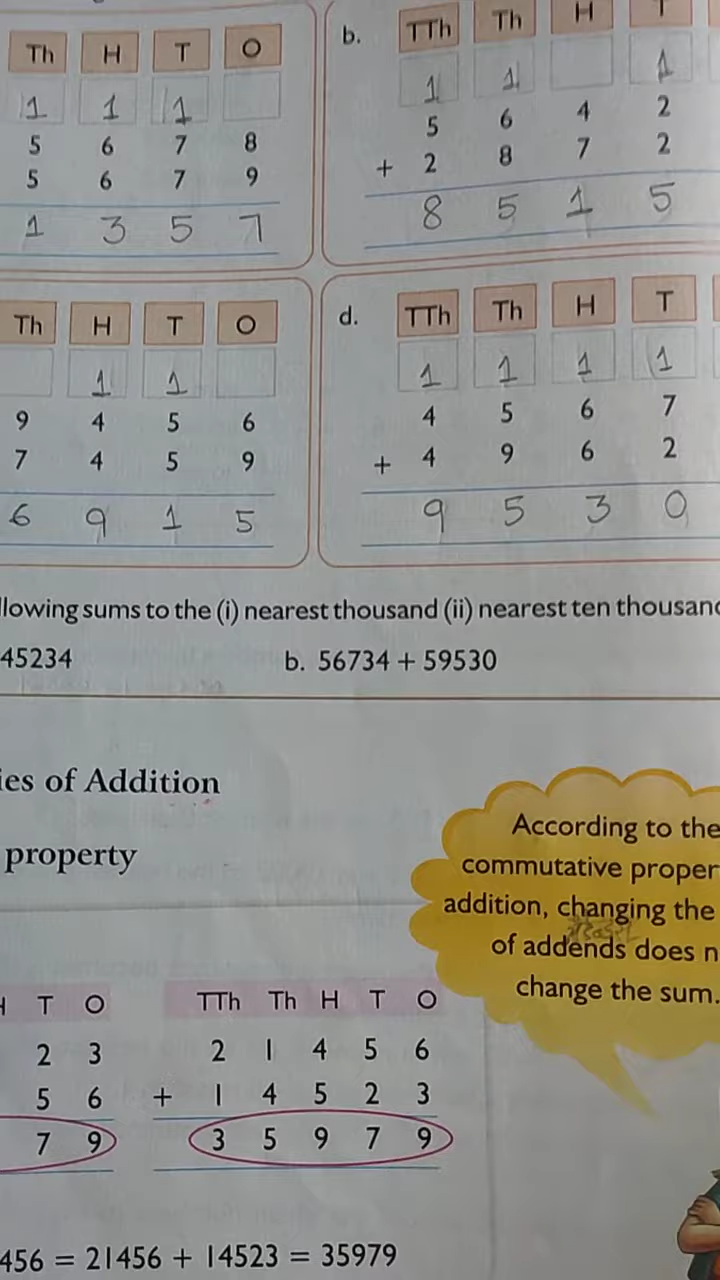 Th H T O
1 1 1
5 6 7 8
5 6 7 9
1 3 5 7
b. TTh Th H T
1 1 1
5 6 4 2
+ 2 8 7 2
8 5 1 5
Th H T O
1 1
9 4 5 6
7 4 5 9
6 9 1 5
d. TTh Th H T
1 1 1 1
4 5 6 7
+ 4 9 6 2
9 5 3 0
llowing sums to the (i) nearest thousand (ii) nearest ten thousand
45234 b. 56734 + 59530
ies of Addition
property
According to the
commutative proper
addition, changing the
of addends does n
change the sum.
H T O
2 3
5 6
7 9
TTh Th H T O
2 1 4 5 6
+ 1 4 5 2 3
3 5 9 7 9
456 = 21456 + 14523 = 35979